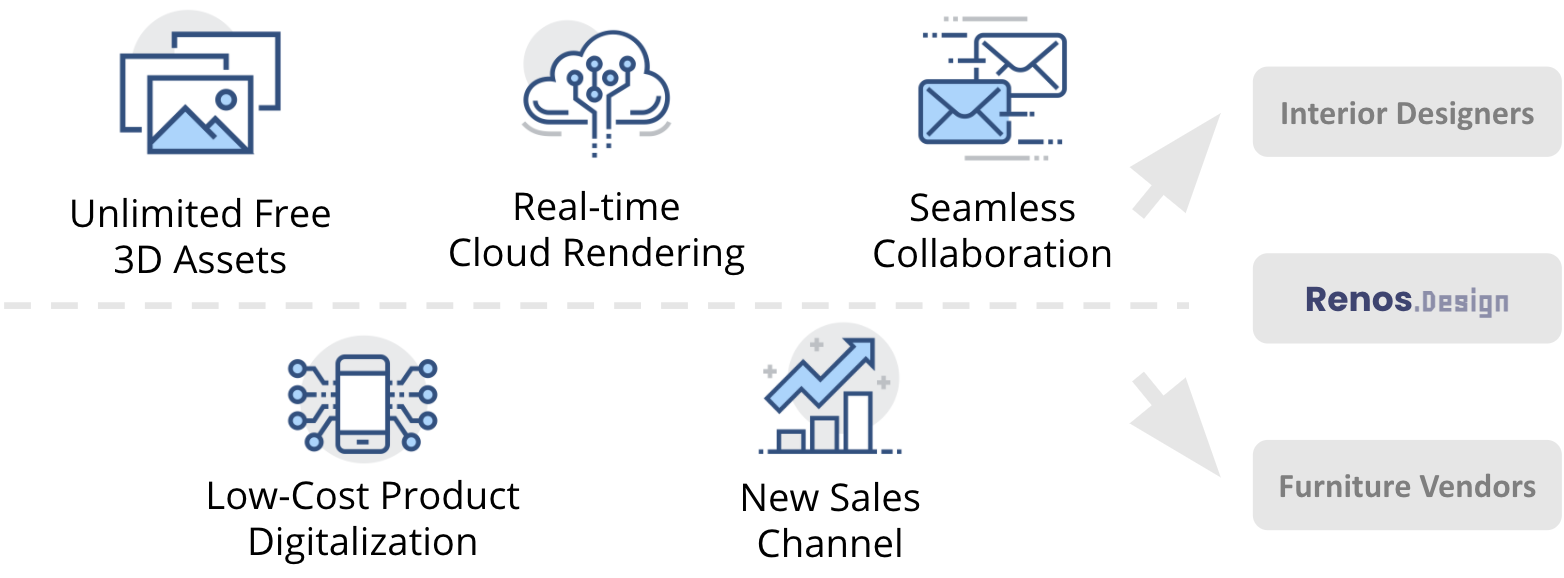 Unlimited Free
3D Assets
Real-time
Cloud Rendering
Seamless
Collaboration
Interior Designers
Renos.Design
Low-Cost Product
Digitalization
New Sales
Channel
Furniture Vendors